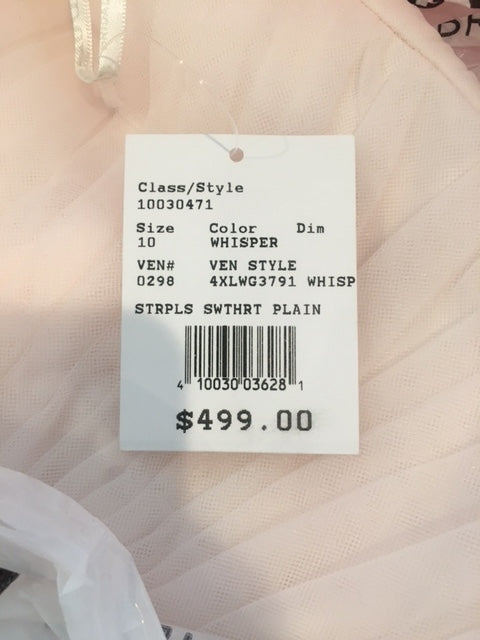 Class/Style
10030471
Size Color Dim
10 WHISPER
VEN# VEN STYLE
0298 4XLWG3791 WHISP
STRPLS SWTHRT PLAIN
4 10030 03628 1
$499.00